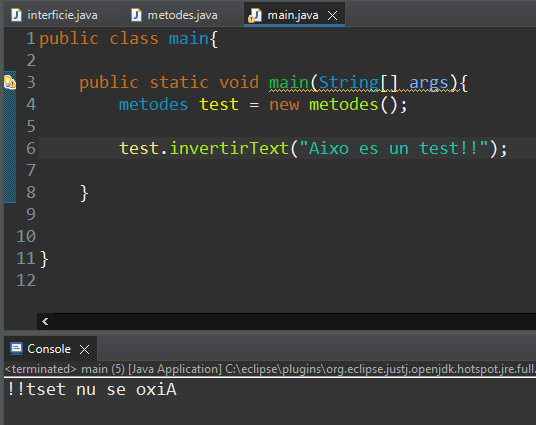 interficie.java metodes.java main.java
1 public class main{
2
3 public static void main(String[] args){
4 metodes test = new metodes();
5
6 test.invertirText("Aixo es un test!!");
7
8 }
9
10
11 }
12
Console
<terminated> main (5) [Java Application] C:\eclipse\plugins\org.eclipse.justj.openjdk.hotspot.jre.full.
!!tset nu se oxiA